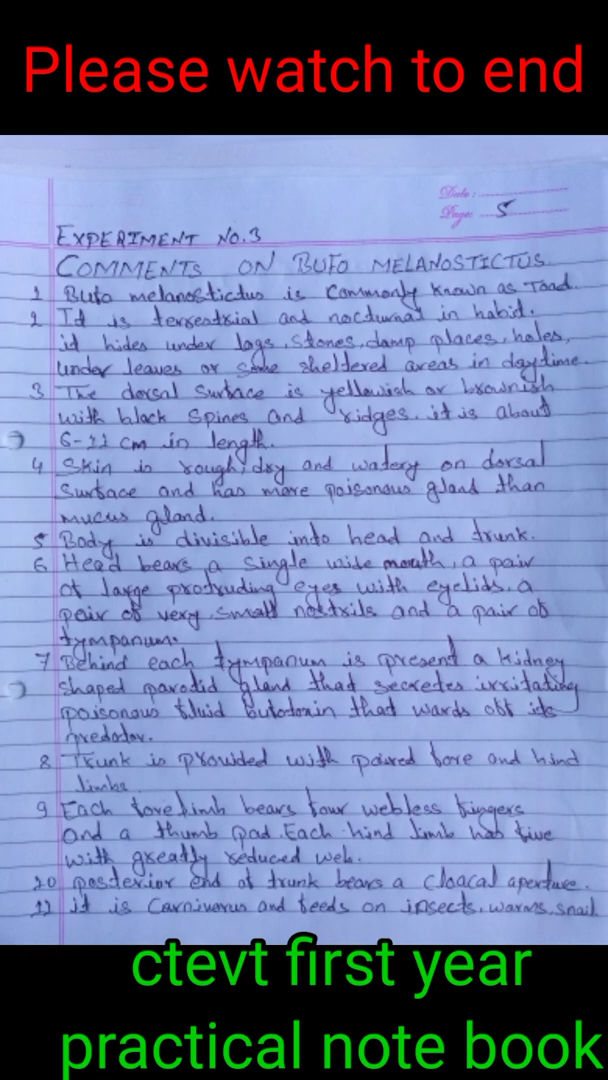 Please watch to end
Date:
Page: 5
EXPERIMENT NO.3
COMMENTS ON BUFO MELANOSTICTUS
1 Bufo melanostictus is commonly known as Toad.
2 It is terrestrial and nocturnal in habid.
it hides under logs, stones, damp places, holes,
under leaves or some sheltered areas in daytime.
3 The dorsal surface is yellowish or brownish
with black spines and ridges. it is about
6-12 cm in length.
4 Skin is rough, dry and watery on dorsal
surface and has more poisonous gland than
mucus gland.
5 Body is divisible into head and trunk.
6 Head bears a single wide mouth, a pair
of large protruding eyes with eyelids, a
pair of very small nostrils and a pair of
tympanum.
7 Behind each tympanum is present a kidney
shaped parotid gland that secretes irritating
poisonous fluid bufotoxin that wards off its
predator.
8 Trunk is provided with paired fore and hind
limbs.
9 Each forelimb bears four webless fingers
and a thumb pad. Each hind limb has five
with greatly reduced web.
10 posterior end of trunk bears a cloacal aperture.
11 it is carnivorus and feeds on insects, warms, snail
ctevt first year
practical note book